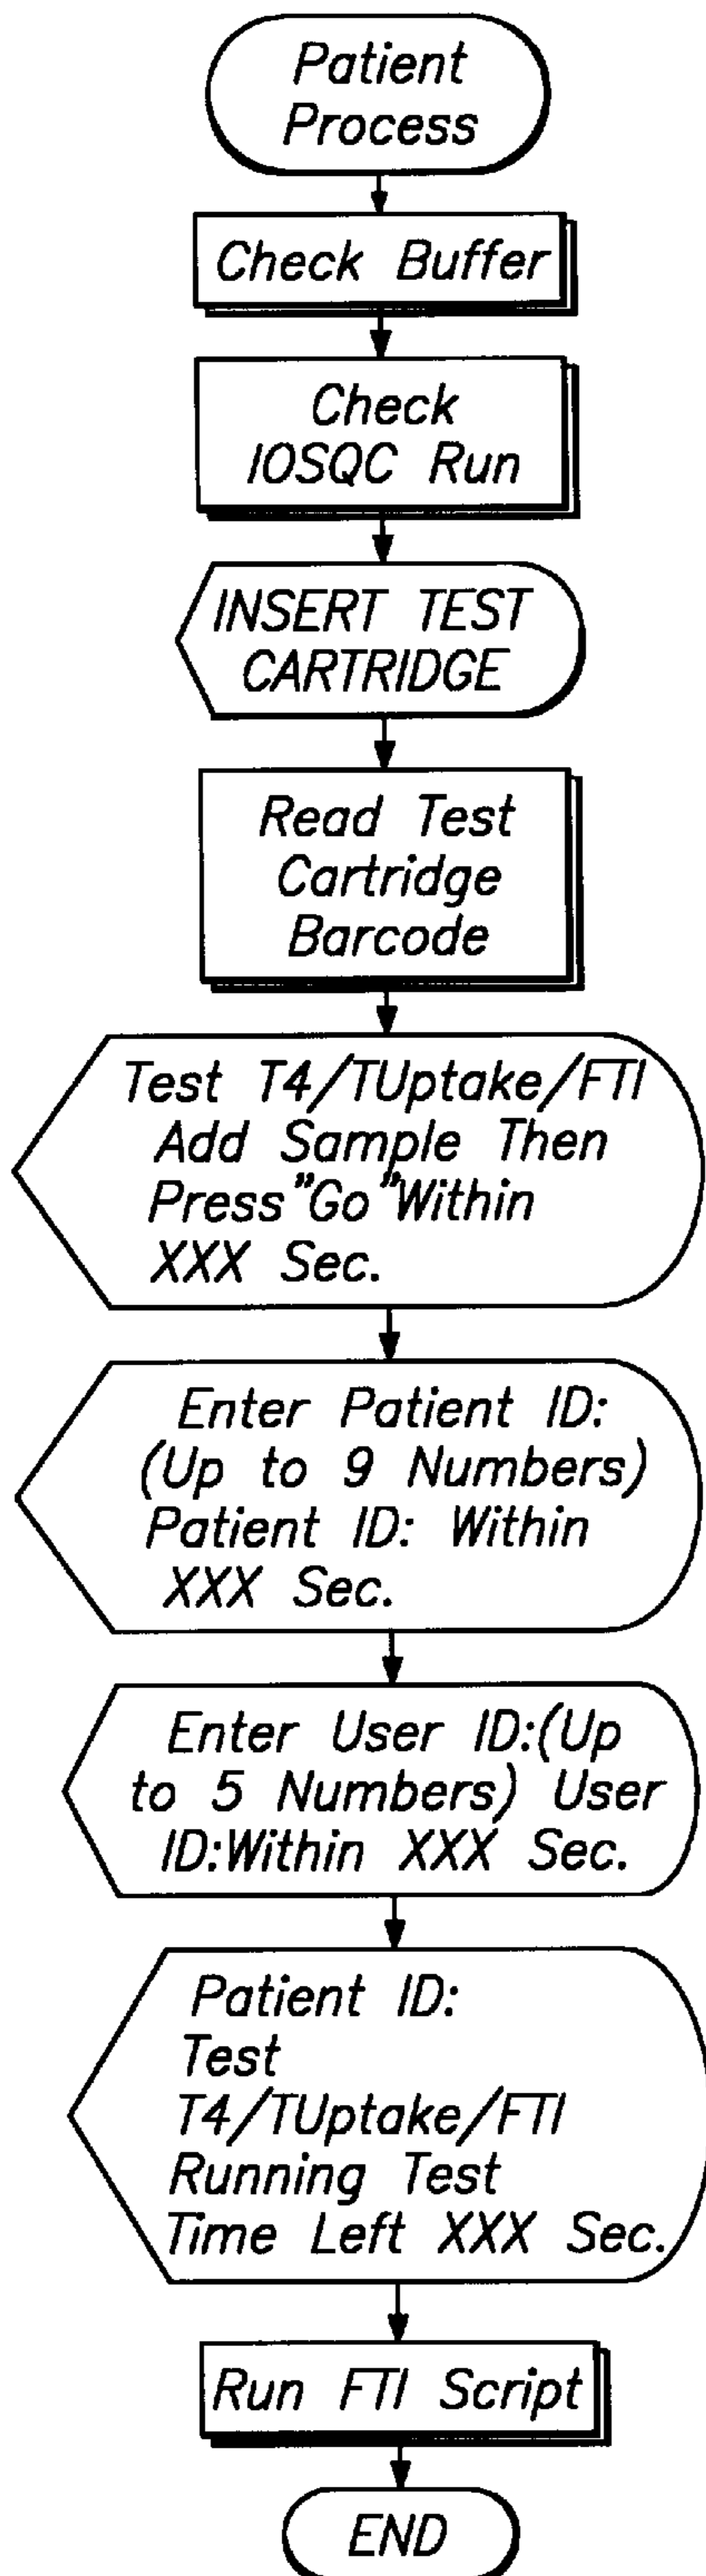 Patient
Process
Check Buffer
Check
IOSQC Run
INSERT TEST
CARTRIDGE
Read Test
Cartridge
Barcode
Test T4/TUptake/FTI
Add Sample Then
Press"Go"Within
XXX Sec.
Enter Patient ID:
(Up to 9 Numbers)
Patient ID: Within
XXX Sec.
Enter User ID:(Up
to 5 Numbers) User
ID:Within XXX Sec.
Patient ID:
Test
T4/TUptake/FTI
Running Test
Time Left XXX Sec.
Run FTI Script
END